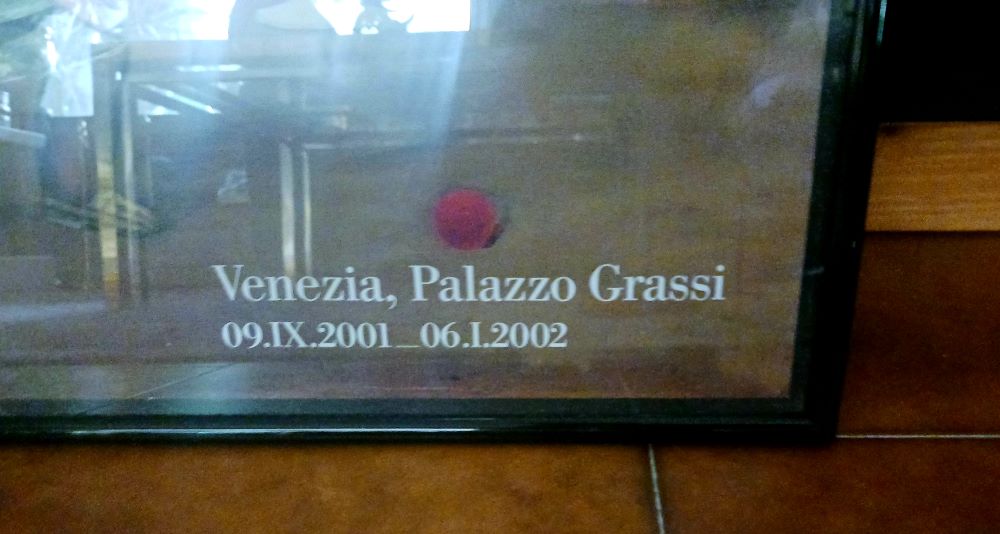 Venezia, Palazzo Grassi
09.IX.2001_06.I.2002